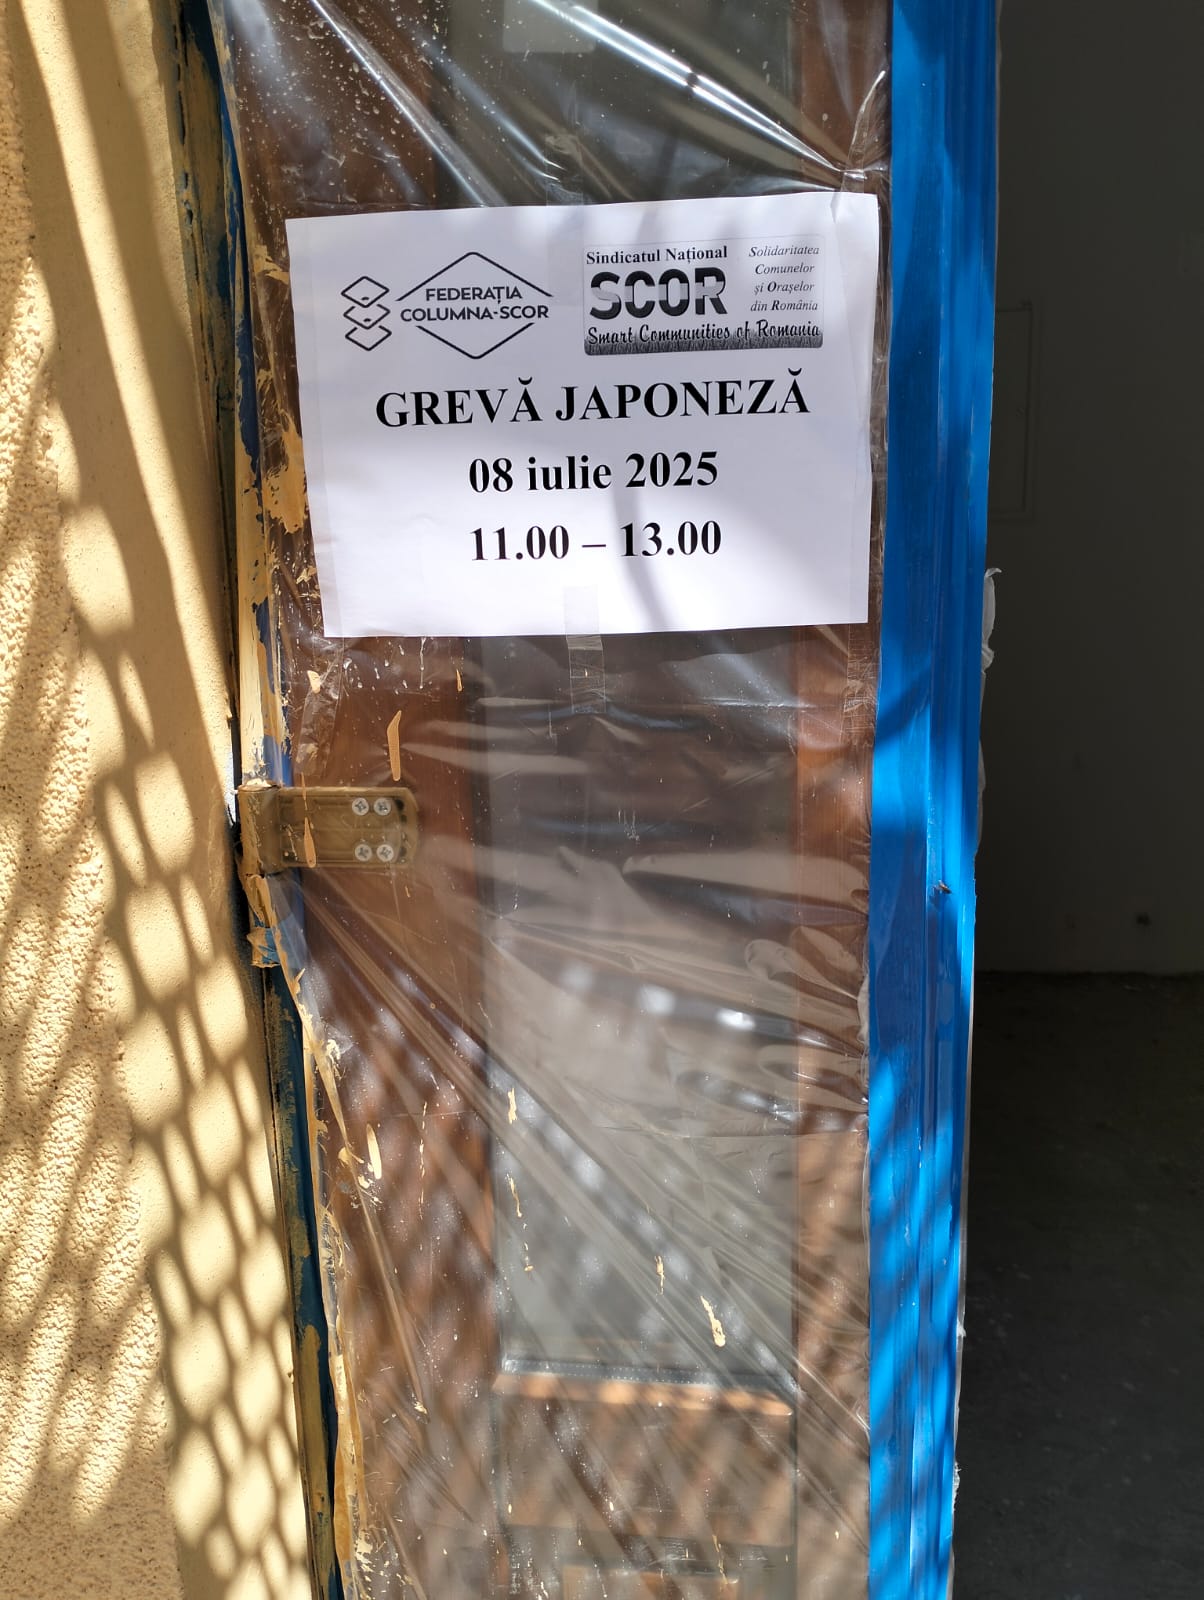 FEDERAȚIA
COLUMNA-SCOR
Sindicatul Național
SCOR
Smart Communities of Romania
Solidaritatea
Comunelor
și Orașelor
din România
GREVĂ JAPONEZĂ
08 iulie 2025
11.00 – 13.00